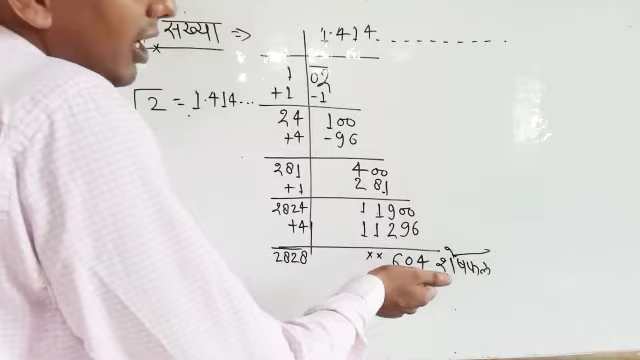 संख्या ⇒ 1.414..........
√2 = 1.414...
1 02
+1 -1
24 100
+4 -96
281 400
+1 281
2824 11900
+4 11296
2828 ×× 604